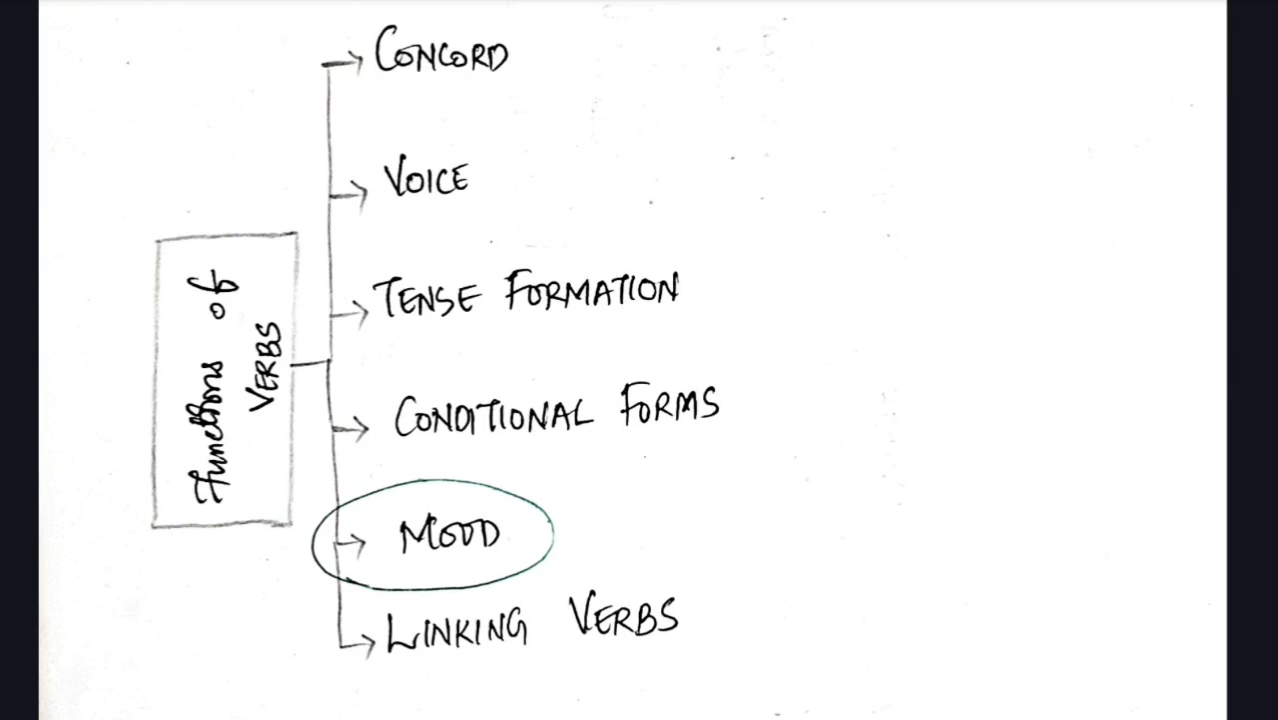 Functions of
VERBS
CONCORD
VOICE
TENSE FORMATION
CONDITIONAL FORMS
MOOD
LINKING VERBS